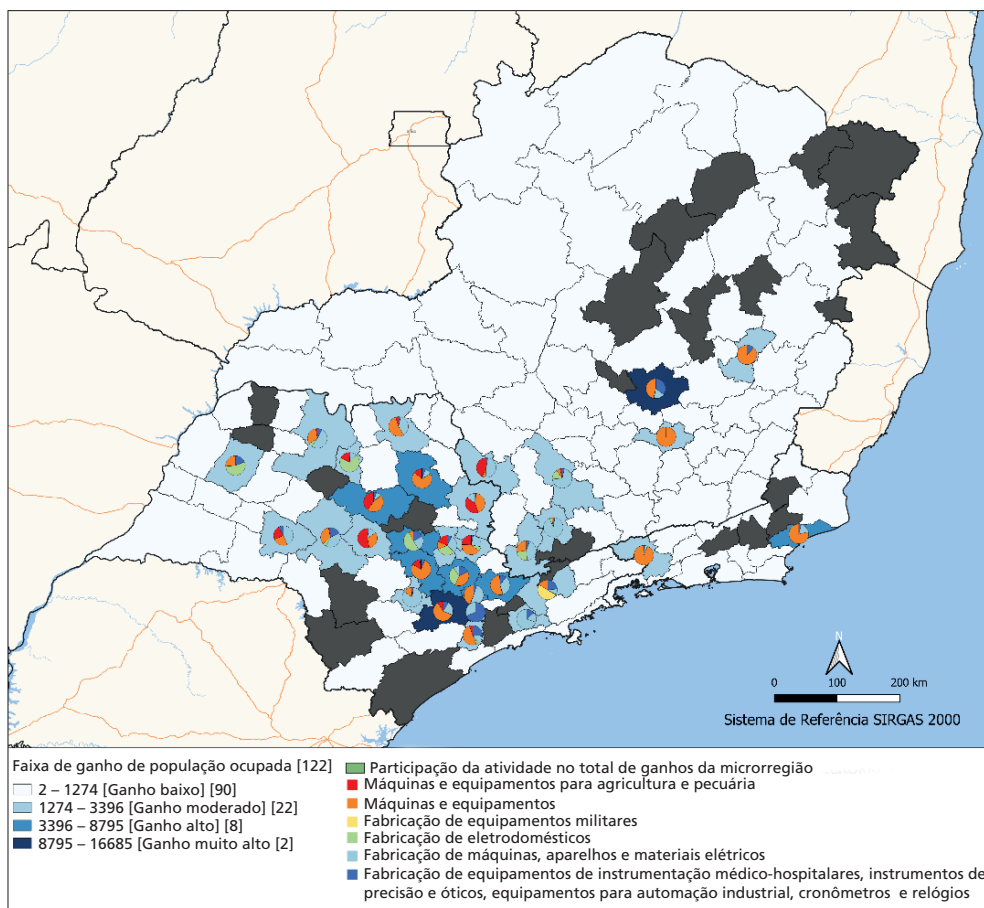 N
0 100 200 km
Sistema de Referência SIRGAS 2000
Faixa de ganho de população ocupada [122]
2 – 1274 [Ganho baixo] [90]
1274 – 3396 [Ganho moderado] [22]
3396 – 8795 [Ganho alto] [8]
8795 – 16685 [Ganho muito alto] [2]
Participação da atividade no total de ganhos da microrregião
Máquinas e equipamentos para agricultura e pecuária
Máquinas e equipamentos
Fabricação de equipamentos militares
Fabricação de eletrodomésticos
Fabricação de máquinas, aparelhos e materiais elétricos
Fabricação de equipamentos de instrumentação médico-hospitalares, instrumentos de
precisão e óticos, equipamentos para automação industrial, cronômetros e relógios